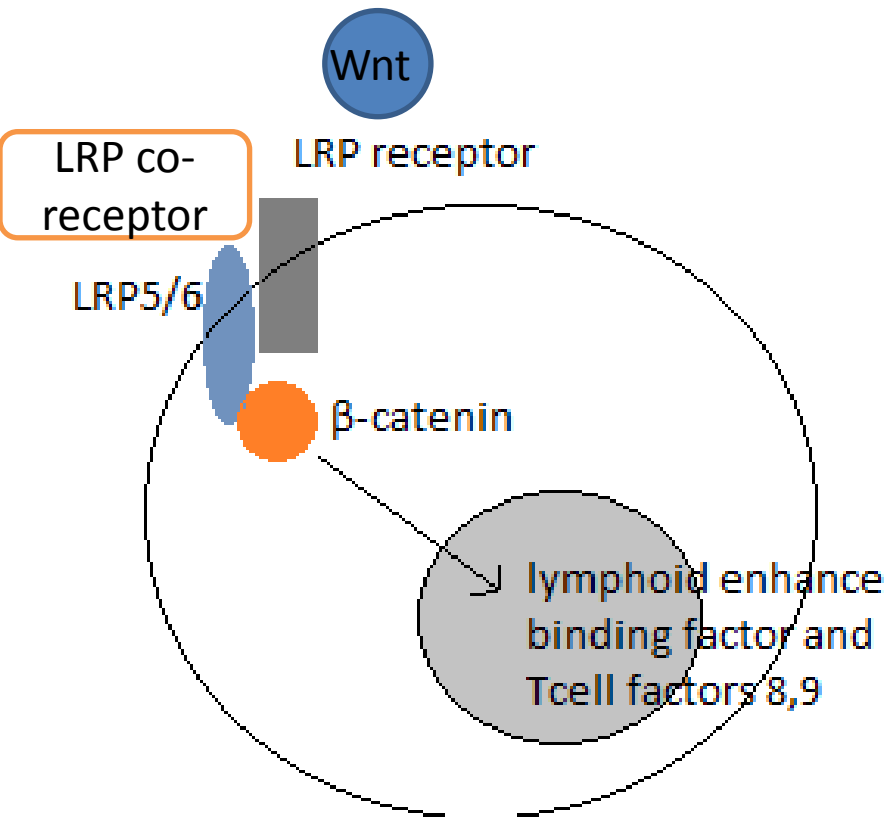 Wnt
LRP receptor
LRP co-
receptor
LRP5/6
β-catenin
lymphoid enhance
binding factor and
Tcell factors 8,9